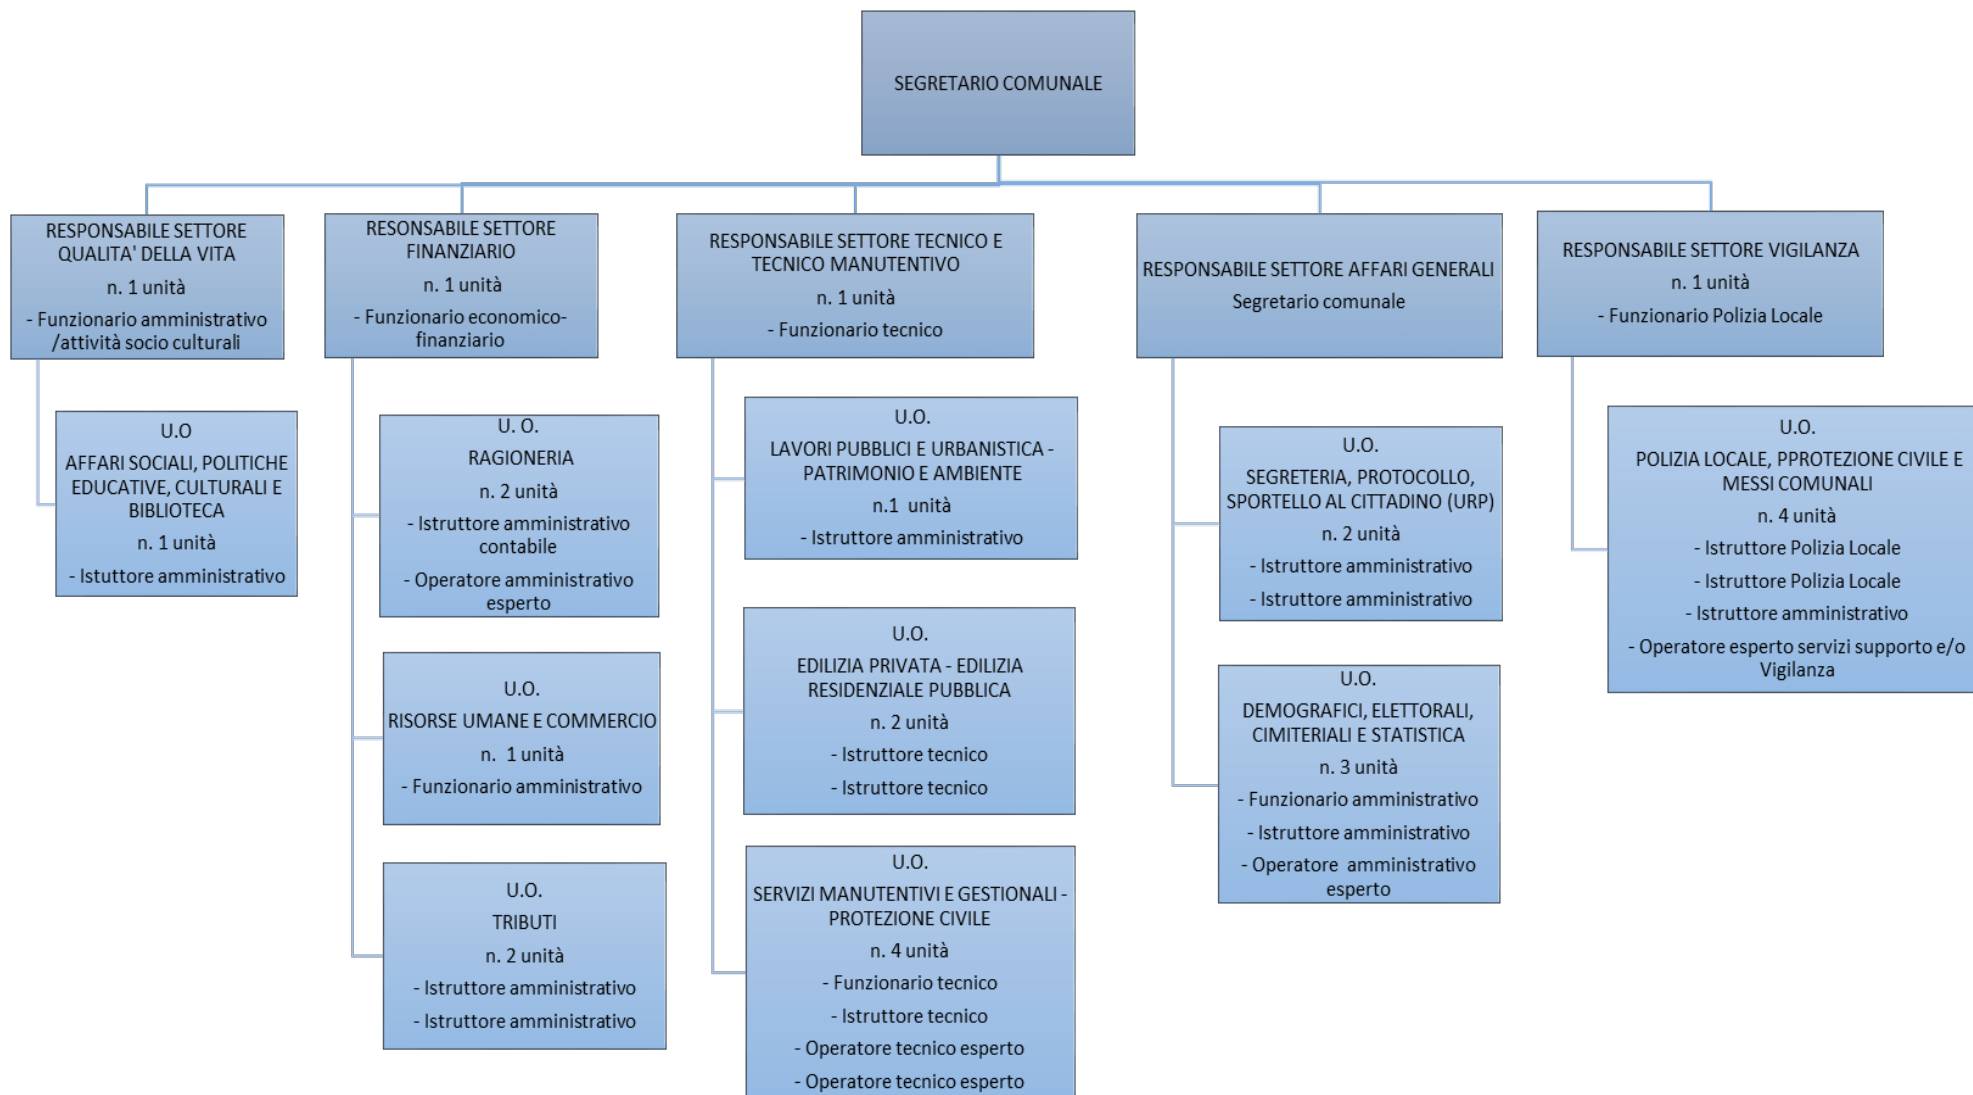 SEGRETARIO COMUNALE
RESPONSABILE SETTORE
QUALITA' DELLA VITA
n. 1 unità
- Funzionario amministrativo
/attività socio culturali
U.O
AFFARI SOCIALI, POLITICHE
EDUCATIVE, CULTURALI E
BIBLIOTECA
n. 1 unità
- Istuttore amministrativo
RESONSABILE SETTORE
FINANZIARIO
n. 1 unità
- Funzionario economico-
finanziario
U. O.
RAGIONERIA
n. 2 unità
- Istruttore amministrativo
contabile
- Operatore amministrativo
esperto
U.O.
RISORSE UMANE E COMMERCIO
n. 1 unità
- Funzionario amministrativo
U.O.
TRIBUTI
n. 2 unità
- Istruttore amministrativo
- Istruttore amministrativo
RESPONSABILE SETTORE TECNICO E
TECNICO MANUTENTIVO
n. 1 unità
- Funzionario tecnico
U.O.
LAVORI PUBBLICI E URBANISTICA -
PATRIMONIO E AMBIENTE
n.1 unità
- Istruttore amministrativo
U.O.
EDILIZIA PRIVATA - EDILIZIA
RESIDENZIALE PUBBLICA
n. 2 unità
- Istruttore tecnico
- Istruttore tecnico
U.O.
SERVIZI MANUTENTIVI E GESTIONALI -
PROTEZIONE CIVILE
n. 4 unità
- Funzionario tecnico
- Istruttore tecnico
- Operatore tecnico esperto
- Operatore tecnico esperto
RESPONSABILE SETTORE AFFARI GENERALI
Segretario comunale
U.O.
SEGRETERIA, PROTOCOLLO,
SPORTELLO AL CITTADINO (URP)
n. 2 unità
- Istruttore amministrativo
- Istruttore amministrativo
U.O.
DEMOGRAFICI, ELETTORALI,
CIMITERIALI E STATISTICA
n. 3 unità
- Funzionario amministrativo
- Istruttore amministrativo
- Operatore amministrativo
esperto
RESPONSABILE SETTORE VIGILANZA
n. 1 unità
- Funzionario Polizia Locale
U.O.
POLIZIA LOCALE, PPROTEZIONE CIVILE E
MESSI COMUNALI
n. 4 unità
- Istruttore Polizia Locale
- Istruttore Polizia Locale
- Istruttore amministrativo
- Operatore esperto servizi supporto e/o
Vigilanza